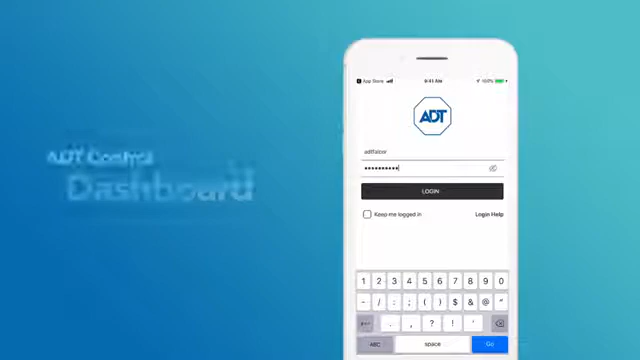 ADT Control
Dashboard
App Store
9:41 AM
100%
ADT
••••••••••
LOGIN
Keep me logged in
Login Help
1 2 3 4 5 6 7 8 9 0
- / : ; ( ) $ & @ "
. , ? ! '
ABC
space
Go